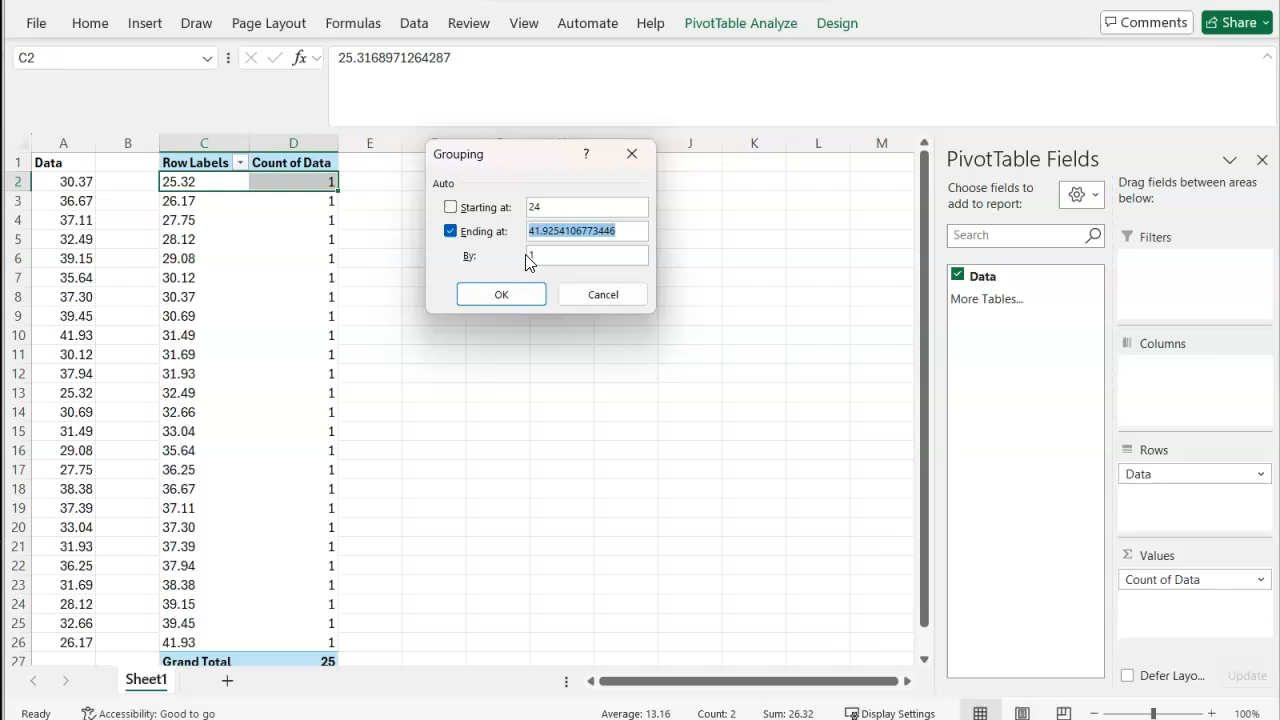 File Home Insert Draw Page Layout Formulas Data Review View Automate Help PivotTable Analyze Design Comments Share
C2 fx 25.3168971264287
A B C D E J K L M
1 Data Row Labels Count of Data
2 30.37 25.32 1
3 36.67 26.17 1
4 37.11 27.75 1
5 32.49 28.12 1
6 39.15 29.08 1
7 35.64 30.12 1
8 37.30 30.37 1
9 39.45 30.69 1
10 41.93 31.49 1
11 30.12 31.69 1
12 37.94 31.93 1
13 25.32 32.49 1
14 30.69 32.66 1
15 31.49 33.04 1
16 29.08 35.64 1
17 27.75 36.25 1
18 38.38 36.67 1
19 37.39 37.11 1
20 33.04 37.30 1
21 31.93 37.39 1
22 36.25 37.94 1
23 31.69 38.38 1
24 28.12 39.15 1
25 32.66 39.45 1
26 26.17 41.93 1
27 Grand Total 25
Grouping ?
Auto
Starting at: 24
Ending at: 41.9254106773446
By: 1
OK Cancel
PivotTable Fields
Choose fields to add to report:
Search
Data
More Tables...
Drag fields between areas below:
Filters
Columns
Rows
Data
Σ Values
Count of Data
Defer Layo... Update
Sheet1
Ready Accessibility: Good to go Average: 13.16 Count: 2 Sum: 26.32 Display Settings 100%